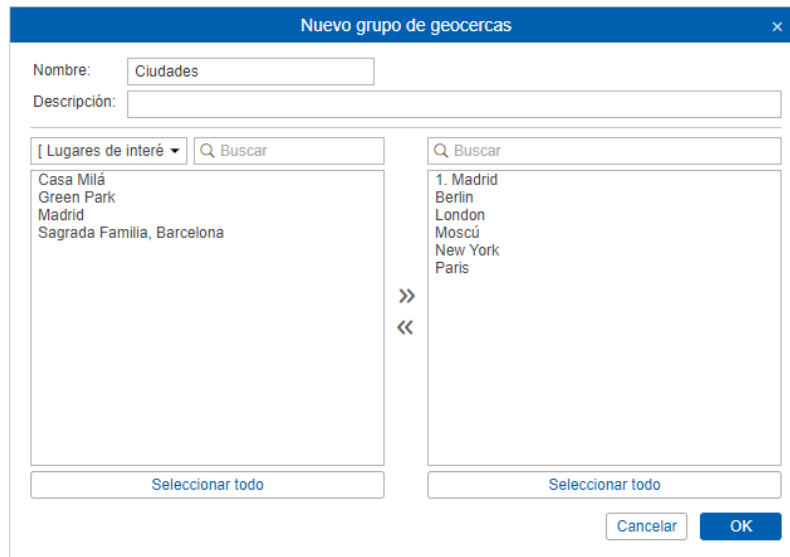 Nuevo grupo de geocercas ×
Nombre: Ciudades
Descripción:
[ Lugares de interé
Buscar
Casa Milá
Green Park
Madrid
Sagrada Familia, Barcelona
Seleccionar todo
Buscar
1. Madrid
Berlin
London
Moscú
New York
Paris
Seleccionar todo
Cancelar
OK